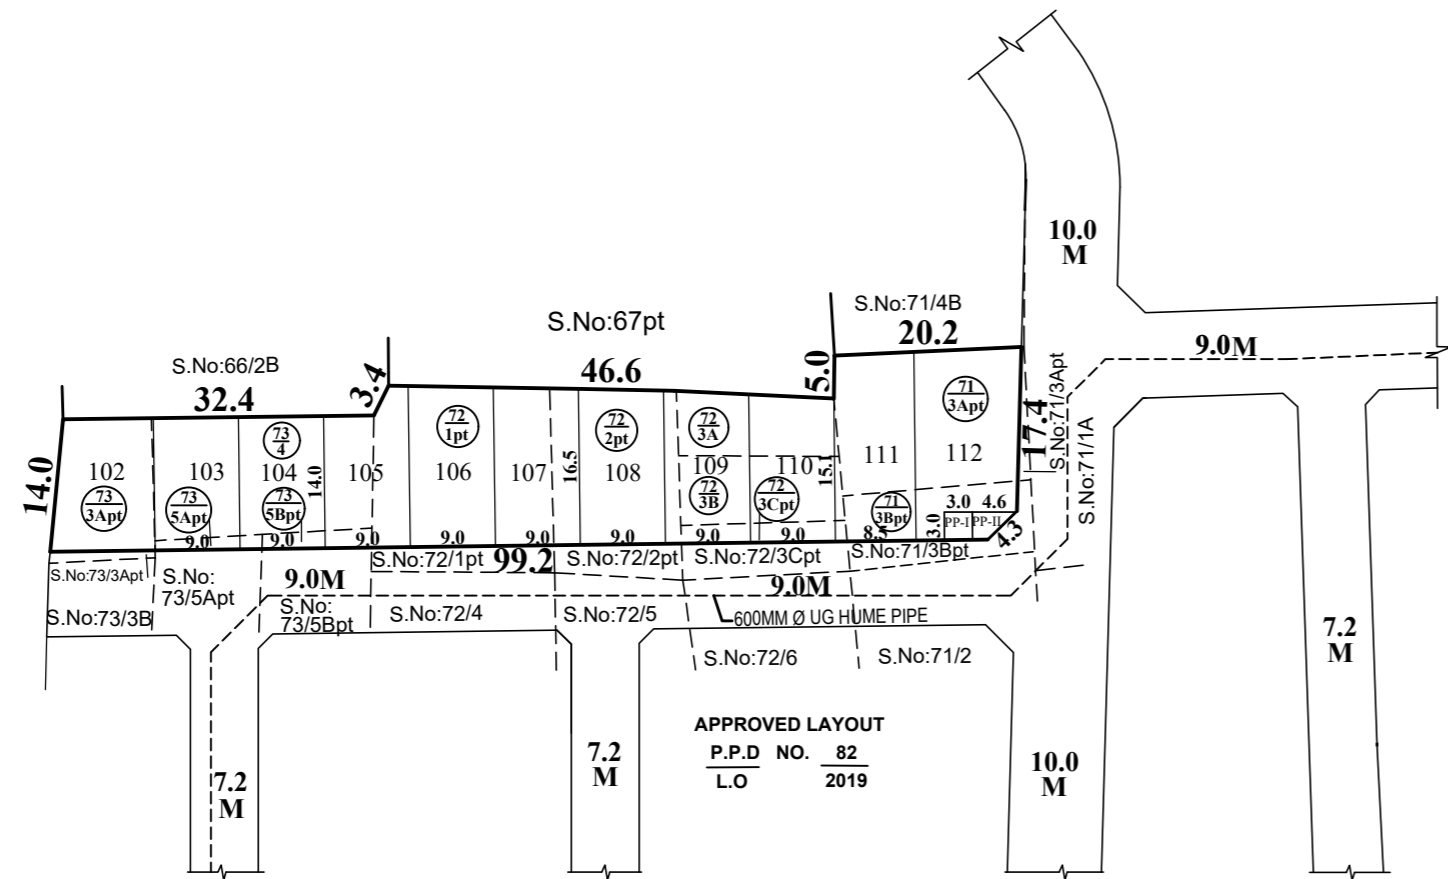 10.0
M
S.No:71/4B
S.No:67pt
20.2
S.No:66/2B
46.6
5.0
3.4
32.4
9.0M
S.No:71/3Apt
17.4
S.No:71/1A
14.0
73
4
72
1pt
72
2pt
72
3A
71
3Apt
102
103
104
14.0
105
106
107
16.5
108
109
110
15.1
111
112
73
3Apt
73
5Apt
73
5Bpt
72
3B
72
3Cpt
71
3Bpt
3.0
4.6
3.0
PP-I
PP-II
4.3
9.0
9.0
9.0
9.0
9.0
9.0
9.0
9.0
8.5
S.No:72/1pt
99.2
S.No:72/2pt
S.No:72/3Cpt
S.No:71/3Bpt
S.No:73/3Apt
S.No:
73/5Apt
9.0M
9.0M
S.No:73/3B
S.No:
73/5Bpt
S.No:72/4
S.No:72/5
600MM Ø UG HUME PIPE
S.No:72/6
S.No:71/2
7.2
M
APPROVED LAYOUT
P.P.D NO. 82
L.O 2019
7.2
M
7.2
M
10.0
M